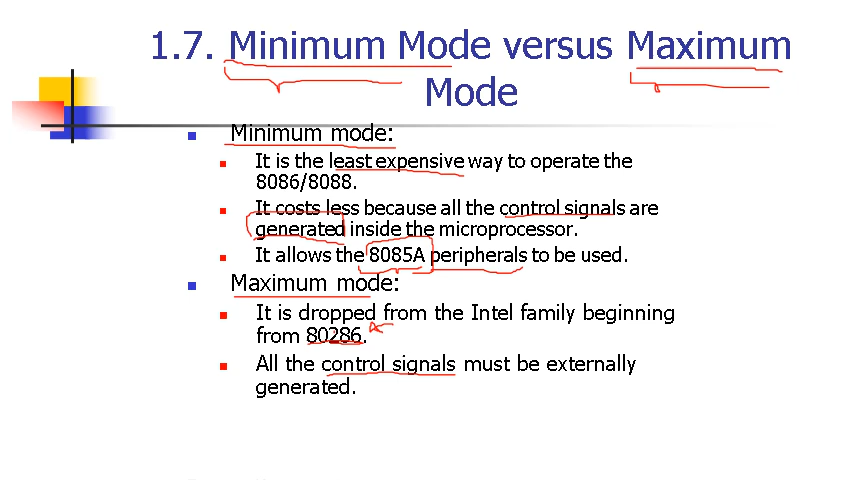 1.7. Minimum Mode versus Maximum
Mode
Minimum mode:
It is the least expensive way to operate the
8086/8088.
It costs less because all the control signals are
generated inside the microprocessor.
It allows the 8085A peripherals to be used.
Maximum mode:
It is dropped from the Intel family beginning
from 80286.
All the control signals must be externally
generated.